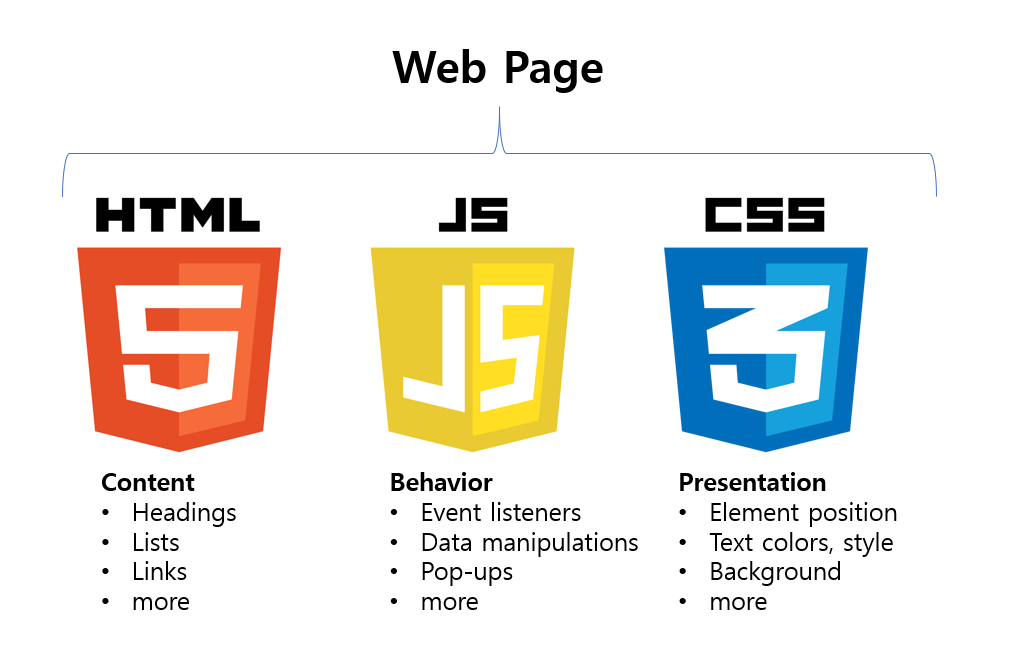 Web Page
HTML
JS
CSS
5
JS
3
Content
• Headings
• Lists
• Links
• more
Behavior
• Event listeners
• Data manipulations
• Pop-ups
• more
Presentation
• Element position
• Text colors, style
• Background
• more